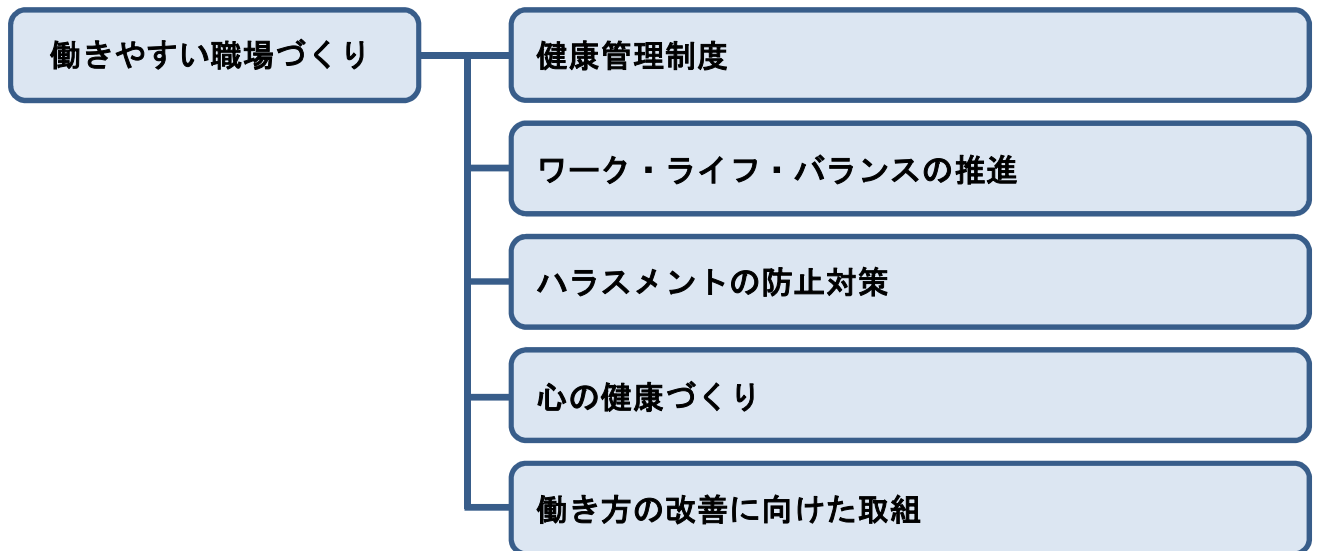 働きやすい職場づくり
健康管理制度
ワーク・ライフ・バランスの推進
ハラスメントの防止対策
心の健康づくり
働き方の改善に向けた取組